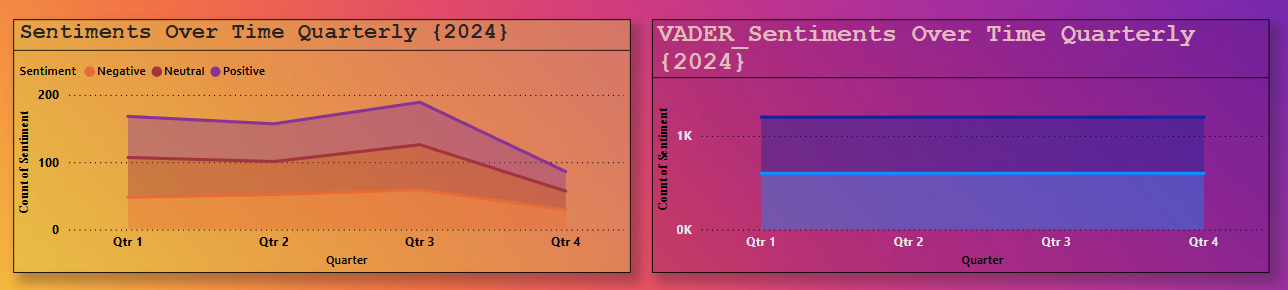 Sentiments Over Time Quarterly {2024}
Sentiment Negative Neutral Positive
200
100
0
Count of Sentiment
Qtr 1 Qtr 2 Qtr 3 Qtr 4
Quarter
VADER_Sentiments Over Time Quarterly
{2024}
1K
0K
Count of Sentiment
Qtr 1 Qtr 2 Qtr 3 Qtr 4
Quarter